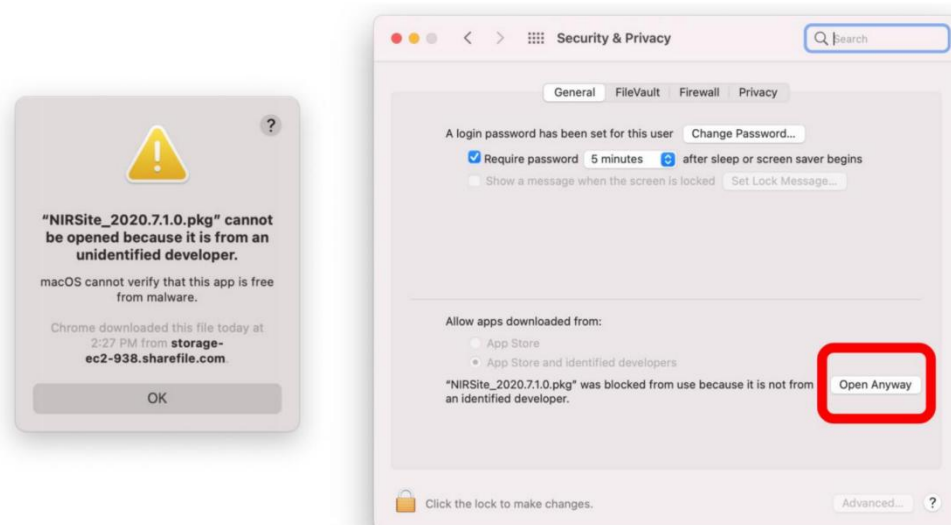 ?
"NIRSite_2020.7.1.0.pkg" cannot
be opened because it is from an
unidentified developer.
macOS cannot verify that this app is free
from malware.
Chrome downloaded this file today at
2:27 PM from storage-
ec2-938.sharefile.com.
OK
Security & Privacy
Search
General FileVault Firewall Privacy
A login password has been set for this user Change Password...
Require password 5 minutes after sleep or screen saver begins
Show a message when the screen is locked Set Lock Message...
Allow apps downloaded from:
App Store
App Store and identified developers
"NIRSite_2020.7.1.0.pkg" was blocked from use because it is not from Open Anyway
an identified developer.
Click the lock to make changes. Advanced... ?